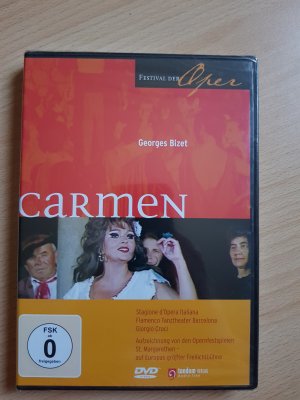 Festival der Oper
Georges Bizet
CARMEN
Stagione d'Opera Italiana
Flamenco Tanztheater Barcelona
Giorgio Croci
Aufzeichnung von den Opernfestspielen
St. Margarethen –
auf Europas größter Freilichtbühne
FSK
ab
0
freigegeben
DVD
VIDEO